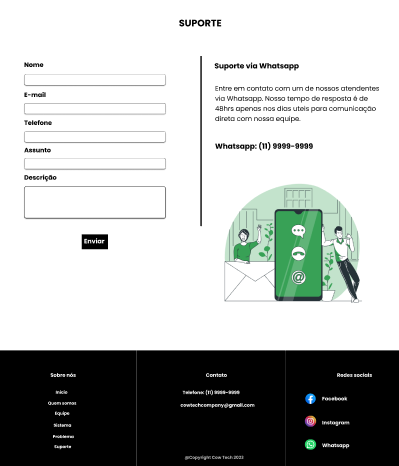 SUPORTE
Nome
E-mail
Telefone
Assunto
Descrição
Enviar
Suporte via Whatsapp
Entre em contato com um de nossos atendentes
via Whatsapp. Nosso tempo de resposta é de
48hrs apenas nos dias uteis para comunicação
direta com nossa equipe.
Whatsapp: (11) 9999-9999
@
Sobre nós
Inicio
Quem somos
Equipe
Sistema
Problema
Suporte
Contato
Telefone: (11) 9999-9999
cowtechcompany@gmail.com
@Copyright Cow Tech 2023
Redes sociais
Facebook
Instagram
Whatsapp